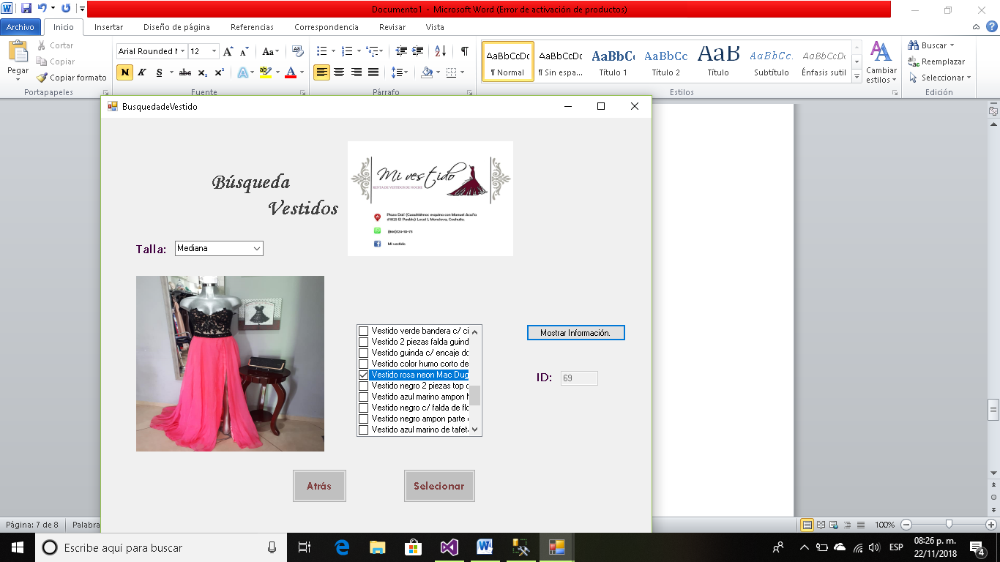 Documento1 - Microsoft Word (Error de activación de productos)
Archivo Inicio Insertar Diseño de página Referencias Correspondencia Revisar Vista
Pegar
Cortar
Copiar
Copiar formato
Portapapeles
Arial Rounded 12
Aa
N K S abc x₂ x² A ab A
Fuente
Párrafo
AaBbCcDc AaBbCcDc AaBbC AaBbCc AaB AaBbCc. AaBbCcDc
¶ Normal ¶ Sin espa... Título 1 Título 2 Título Subtítulo Énfasis sutil
Cambiar estilos
Estilos
Buscar
Reemplazar
Seleccionar
Edición
BusquedadeVestido
Búsqueda
Vestidos
Mi vestido
RENTA DE VESTIDOS DE NOCHE
Plaza Dalí (Cuauhtémoc esquina con Manuel Acuña
#1025 El Pueblo) Local I, Monclova, Coahuila.
Mi vestido
Talla: Mediana
Vestido verde bandera c/ ci
Vestido 2 piezas falda guind
Vestido guinda c/ encaje do
Vestido color humo corto de
Vestido rosa neon Mac Dug
Vestido negro 2 piezas top c
Vestido azul marino ampon h
Vestido negro c/ falda de flo
Vestido negro ampon parte
Vestido azul marino de tafet
Mostrar Información.
ID: 69
Atrás
Selecionar
Página: 7 de 8 Palabra
100%
Escribe aquí para buscar
ESP
08:26 p. m.
22/11/2018
4